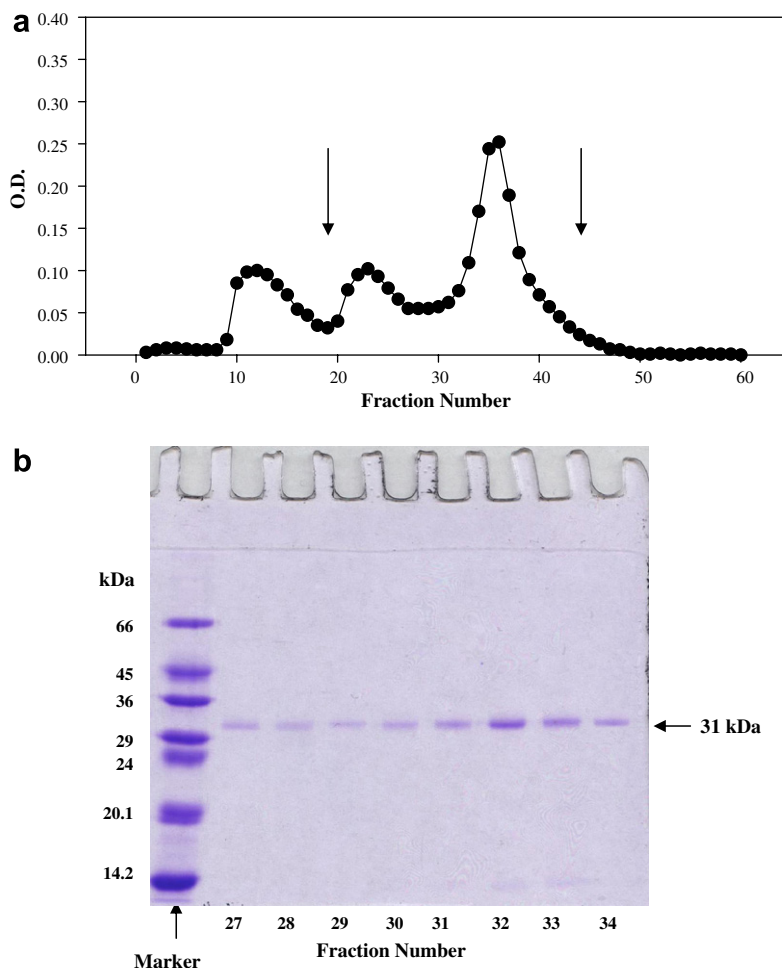 a
0.40
0.35
0.30
0.25
0.20
0.15
0.10
0.05
0.00
O.D.
0 10 20 30 40 50 60
Fraction Number
b
kDa
66
45
36
29
24
20.1
14.2
31 kDa
27 28 29 30 31 32 33 34
Fraction Number
Marker